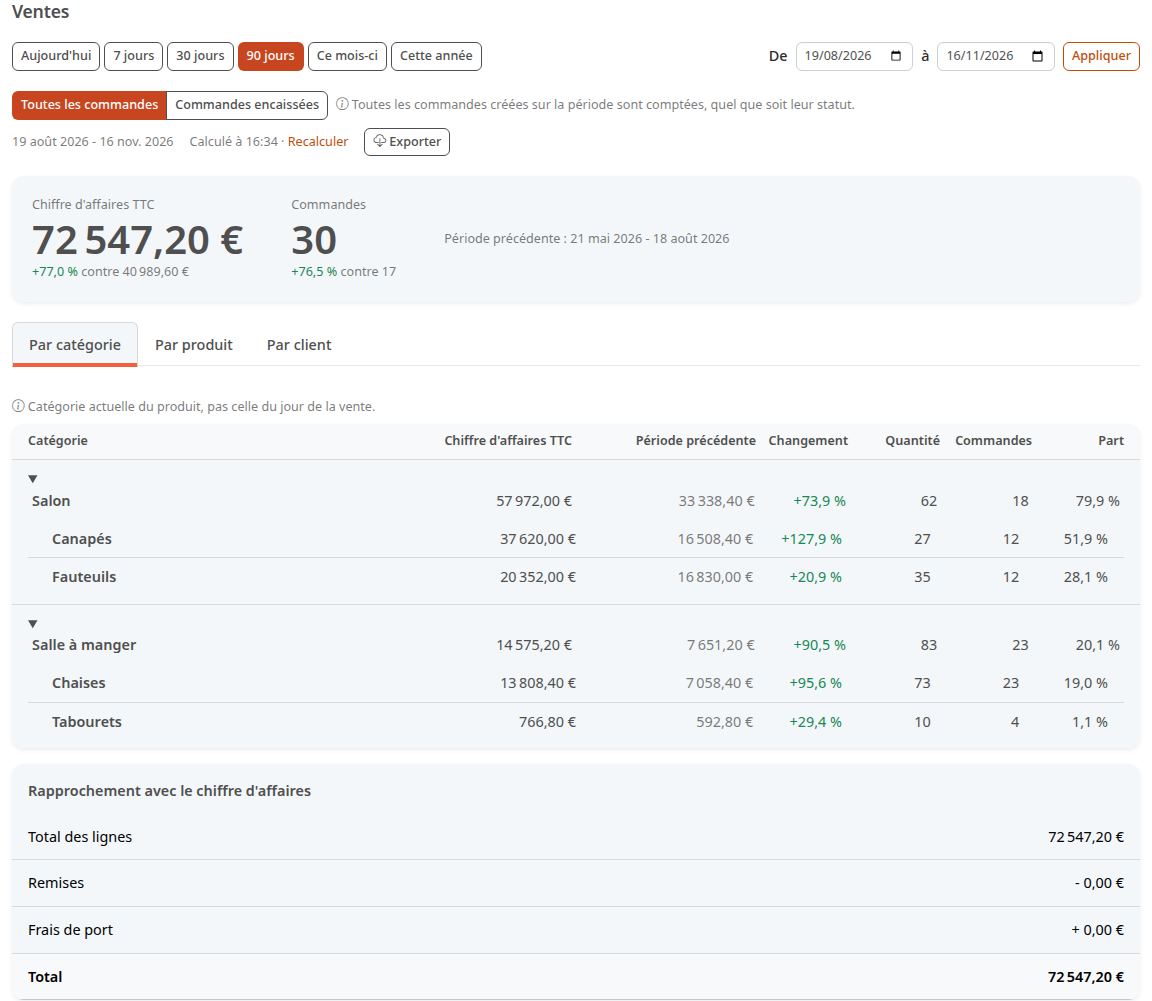 Ventes
Aujourd'hui 7 jours 30 jours 90 jours Ce mois-ci Cette année De 19/08/2026 à 16/11/2026 Appliquer
Toutes les commandes Commandes encaissées Toutes les commandes créées sur la période sont comptées, quel que soit leur statut.
19 août 2026 - 16 nov. 2026 Calculé à 16:34 · Recalculer Exporter
Chiffre d'affaires TTC Commandes
72 547,20 € 30 Période précédente : 21 mai 2026 - 18 août 2026
+77,0 % contre 40 989,60 € +76,5 % contre 17
Par catégorie Par produit Par client
Catégorie actuelle du produit, pas celle du jour de la vente.
Catégorie Chiffre d'affaires TTC Période précédente Changement Quantité Commandes Part
▼
Salon 57 972,00 € 33 338,40 € +73,9 % 62 18 79,9 %
Canapés 37 620,00 € 16 508,40 € +127,9 % 27 12 51,9 %
Fauteuils 20 352,00 € 16 830,00 € +20,9 % 35 12 28,1 %
▼
Salle à manger 14 575,20 € 7 651,20 € +90,5 % 83 23 20,1 %
Chaises 13 808,40 € 7 058,40 € +95,6 % 73 23 19,0 %
Tabourets 766,80 € 592,80 € +29,4 % 10 4 1,1 %
Rapprochement avec le chiffre d'affaires
Total des lignes 72 547,20 €
Remises - 0,00 €
Frais de port + 0,00 €
Total 72 547,20 €